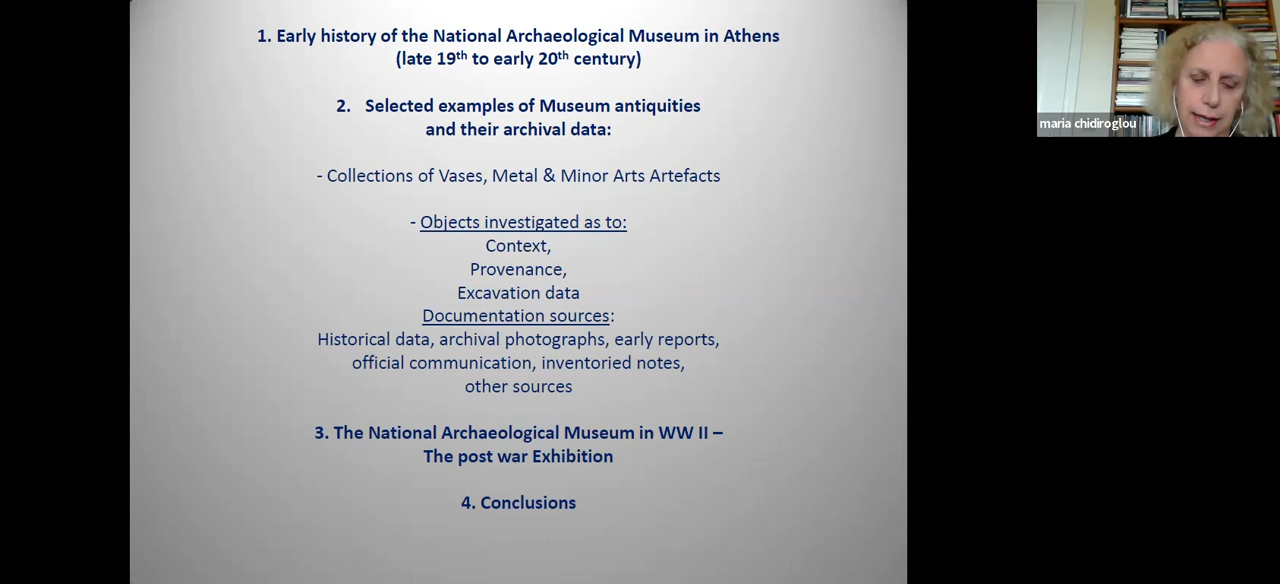 1. Early history of the National Archaeological Museum in Athens
(late 19th to early 20th century)
2. Selected examples of Museum antiquities
and their archival data:
- Collections of Vases, Metal & Minor Arts Artefacts
- Objects investigated as to:
Context,
Provenance,
Excavation data
Documentation sources:
Historical data, archival photographs, early reports,
official communication, inventoried notes,
other sources
3. The National Archaeological Museum in WW II –
The post war Exhibition
4. Conclusions
maria chidiroglou